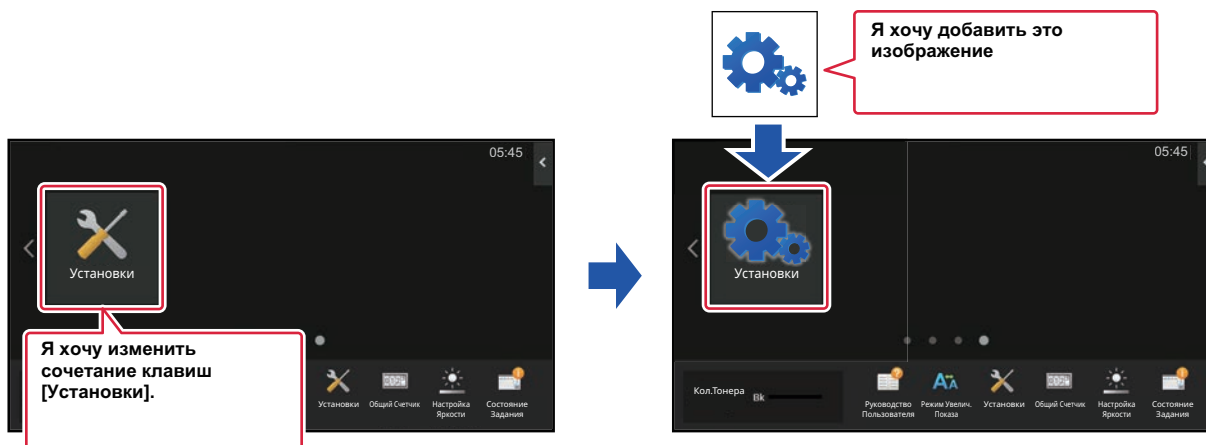 Я хочу добавить это
изображение
05:45
Установки
Я хочу изменить
сочетание клавиш
[Установки].
Установки
Общий Счетчик
Настройка
Яркости
Состояние
Задания
05:45
Установки
Кол.Тонера
Bk
Руководство
Пользователя
Режим Увелич.
Показа
Установки
Общий Счетчик
Настройка
Яркости
Состояние
Задания